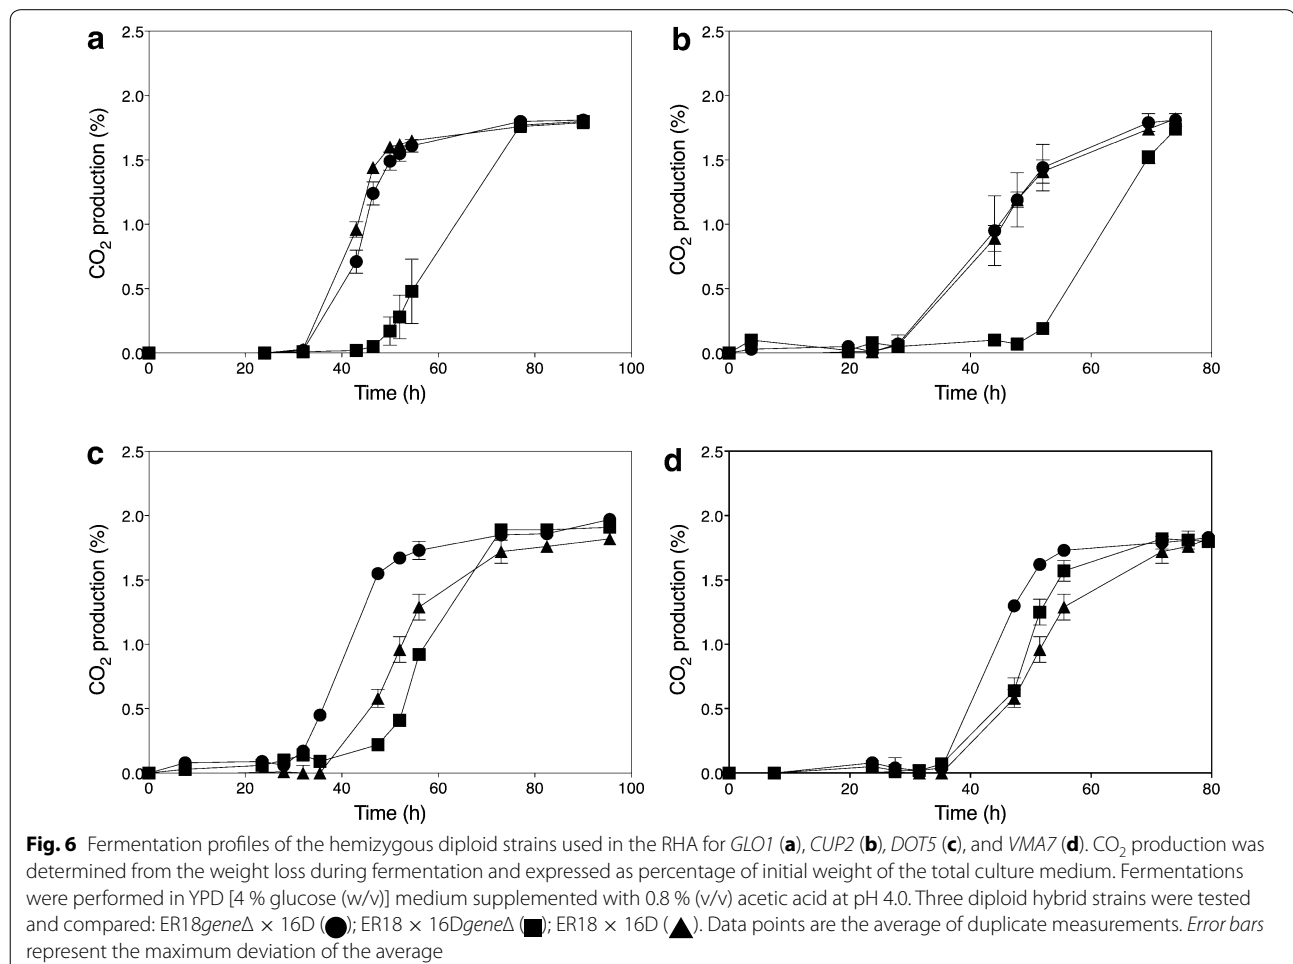 a
2.5
2.0
1.5
1.0
0.5
0.0
CO2 production (%)
0 20 40 60 80 100
Time (h)
b
2.5
2.0
1.5
1.0
0.5
0.0
CO2 production (%)
0 20 40 60 80
Time (h)
c
2.5
2.0
1.5
1.0
0.5
0.0
CO2 production (%)
0 20 40 60 80 100
Time (h)
d
2.5
2.0
1.5
1.0
0.5
0.0
CO2 production (%)
0 20 40 60 80
Time (h)
Fig. 6 Fermentation profiles of the hemizygous diploid strains used in the RHA for GLO1 (a), CUP2 (b), DOT5 (c), and VMA7 (d). CO2 production was
determined from the weight loss during fermentation and expressed as percentage of initial weight of the total culture medium. Fermentations
were performed in YPD [4 % glucose (w/v)] medium supplemented with 0.8 % (v/v) acetic acid at pH 4.0. Three diploid hybrid strains were tested
and compared: ER18geneΔ × 16D (●); ER18 × 16DgeneΔ (■); ER18 × 16D (▲). Data points are the average of duplicate measurements. Error bars
represent the maximum deviation of the average